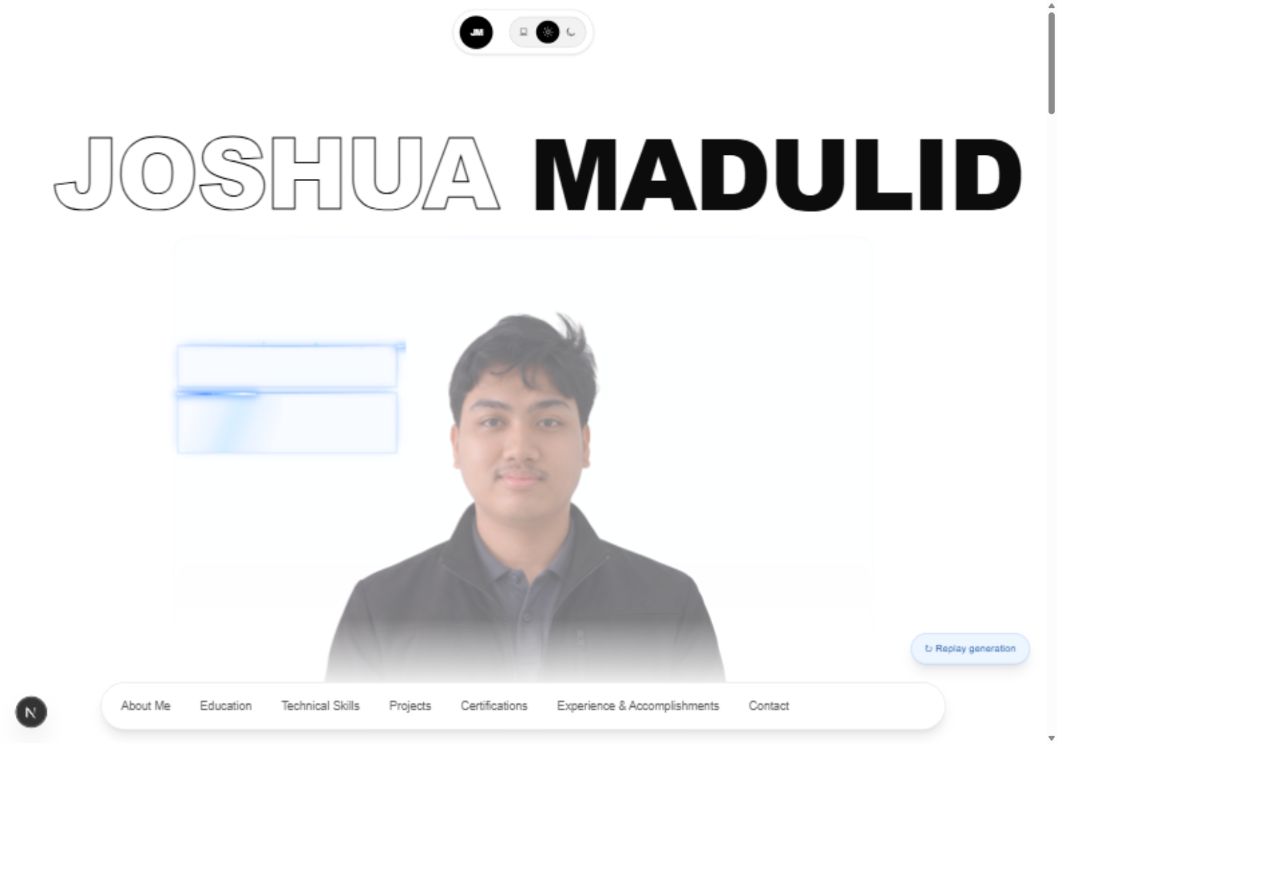 JM
JOSHUA MADULID
↻ Replay generation
About Me Education Technical Skills Projects Certifications Experience & Accomplishments Contact
N